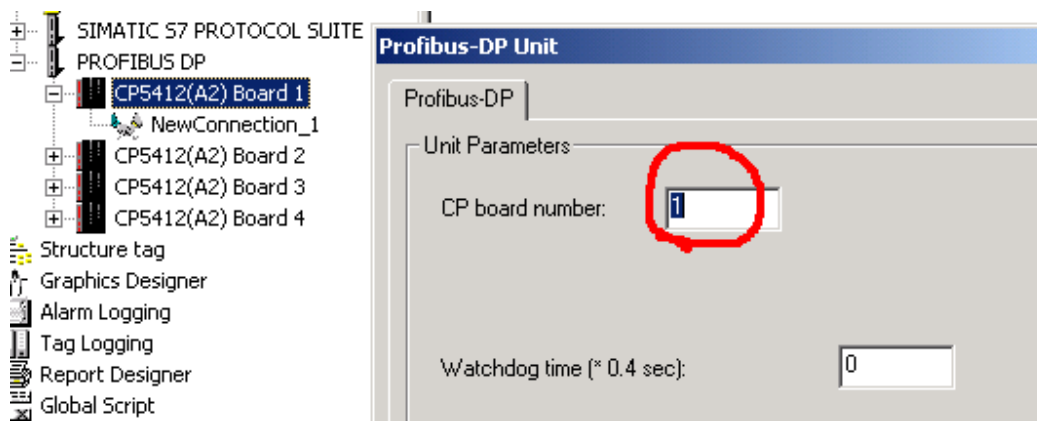 SIMATIC S7 PROTOCOL SUITE
PROFIBUS DP
CP5412(A2) Board 1
NewConnection_1
CP5412(A2) Board 2
CP5412(A2) Board 3
CP5412(A2) Board 4
Structure tag
Graphics Designer
Alarm Logging
Tag Logging
Report Designer
Global Script
Profibus-DP Unit
Profibus-DP
Unit Parameters
CP board number: 1
Watchdog time (* 0.4 sec): 0